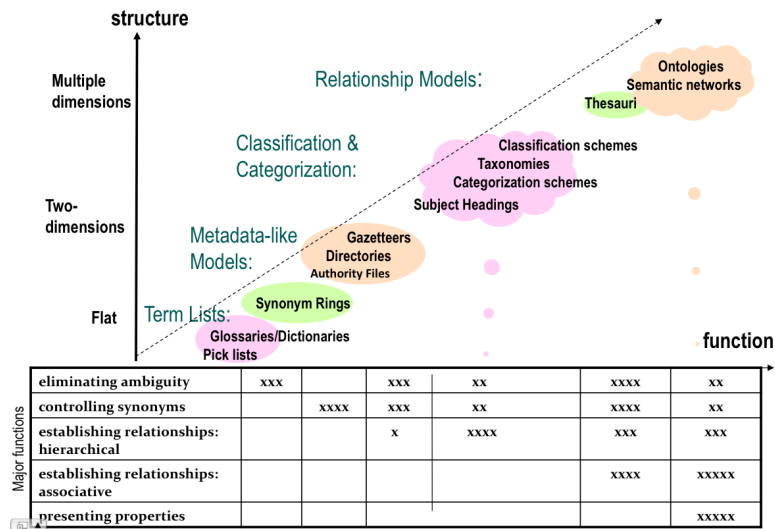 structure
Multiple
dimensions
Relationship Models:
Ontologies
Semantic networks
Thesauri
Classification &
Categorization:
Classification schemes
Taxonomies
Categorization schemes
Subject Headings
Two-
dimensions
Metadata-like
Models:
Gazetteers
Directories
Authority Files
Flat
Term Lists:
Synonym Rings
Glossaries/Dictionaries
Pick lists
function
Major functions
eliminating ambiguity xxx xxx xx xxxx xx
controlling synonyms xxxx xxx xx xxxx xx
establishing relationships:
hierarchical x xxxx xxx xxx
establishing relationships:
associative xxxx xxxxx
presenting properties xxxxx